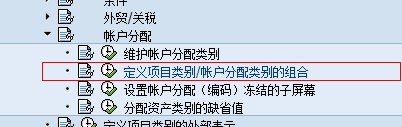 条件
外贸/关税
帐户分配
维护帐户分配类别
定义项目类别/帐户分配类别的组合
设置帐户分配（编码）冻结的子屏幕
分配资产类别的缺省值
定义项目类别的外部表示